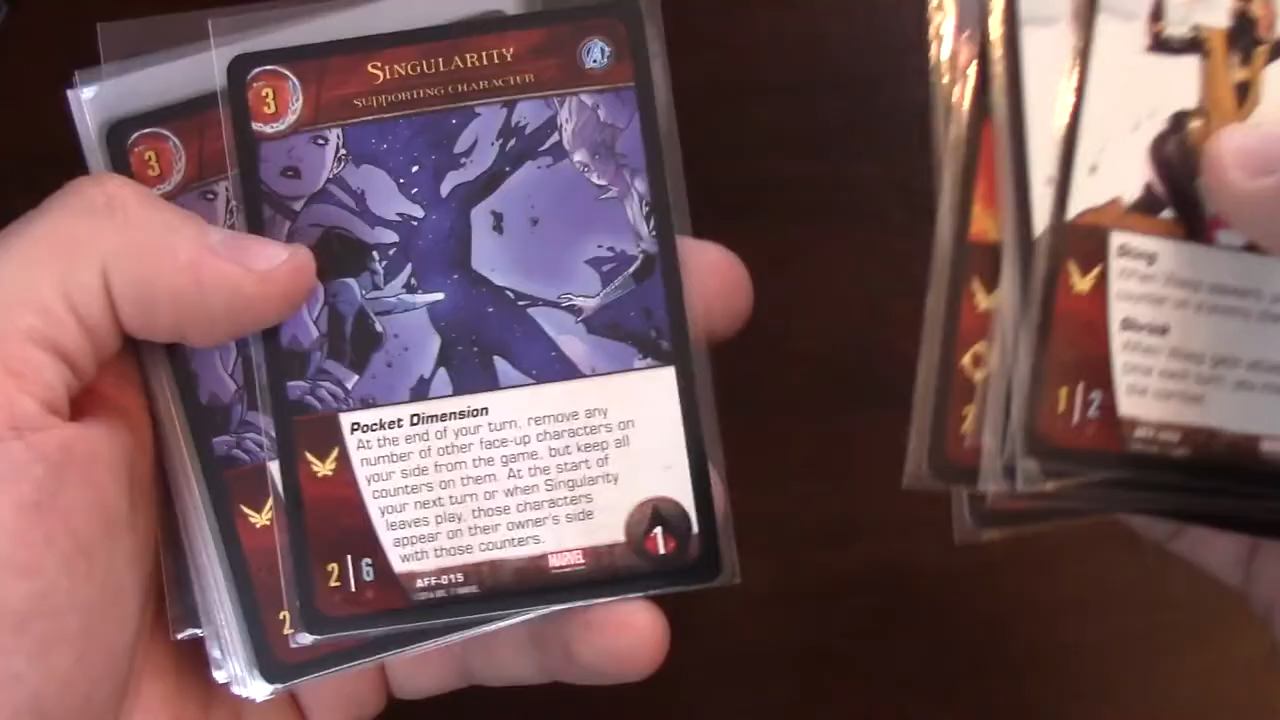 3
SINGULARITY
SUPPORTING CHARACTER
3
Pocket Dimension
At the end of your turn, remove any
number of other face-up characters on
your side from the game, but keep all
counters on them. At the start of
your next turn or when Singularity
leaves play, those characters
appear on their owner's side
with those counters.
2/6
1
AFF-015
MARVEL
2
Sting
Shriek
1/2